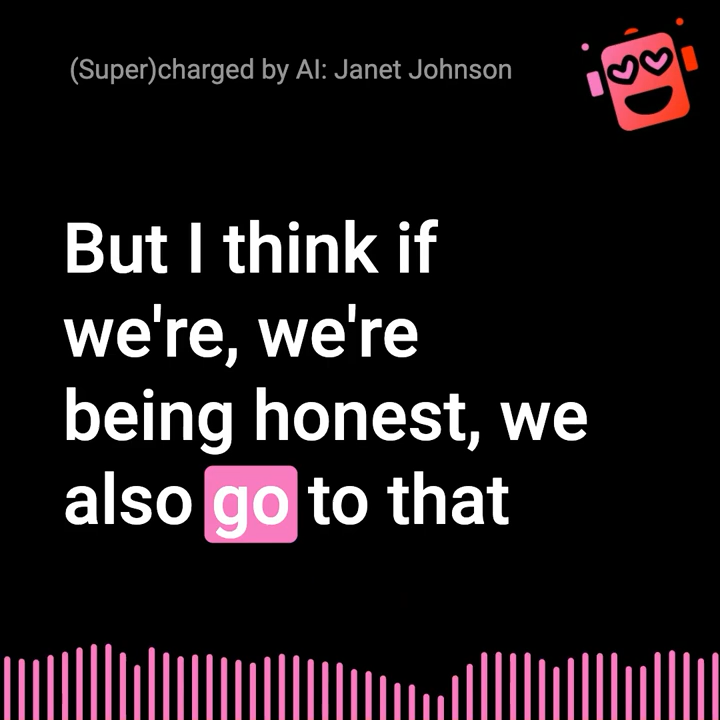 (Super)charged by AI: Janet Johnson
But I think if
we're, we're
being honest, we
also go to that